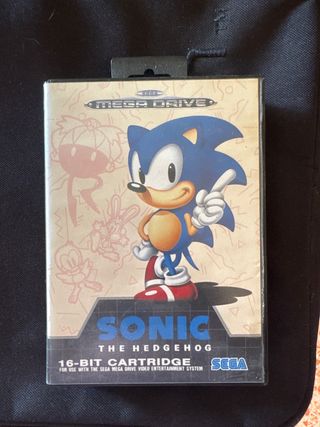 SEGA
MEGA DRIVE
SONIC
THE HEDGEHOG
16-BIT CARTRIDGE
FOR USE WITH THE SEGA MEGA DRIVE VIDEO ENTERTAINMENT SYSTEM
SEGA